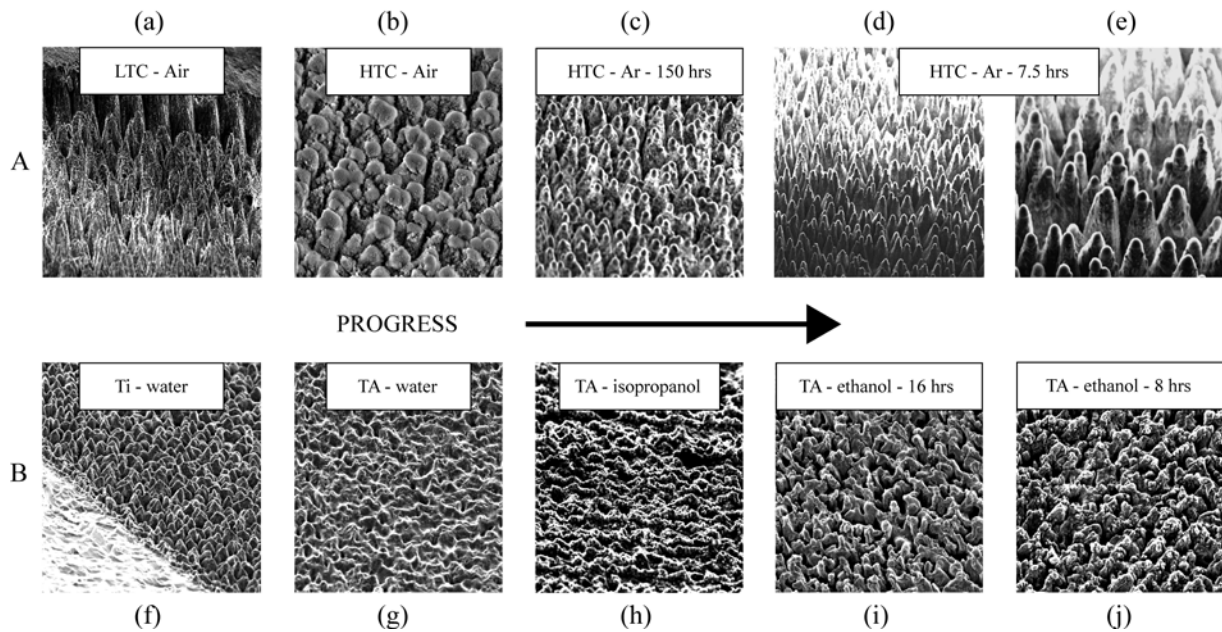 (a) (b) (c) (d) (e)
LTC - Air HTC - Air HTC - Ar - 150 hrs HTC - Ar - 7.5 hrs
A
PROGRESS
Ti - water TA - water TA - isopropanol TA - ethanol - 16 hrs TA - ethanol - 8 hrs
B
(f) (g) (h) (i) (j)